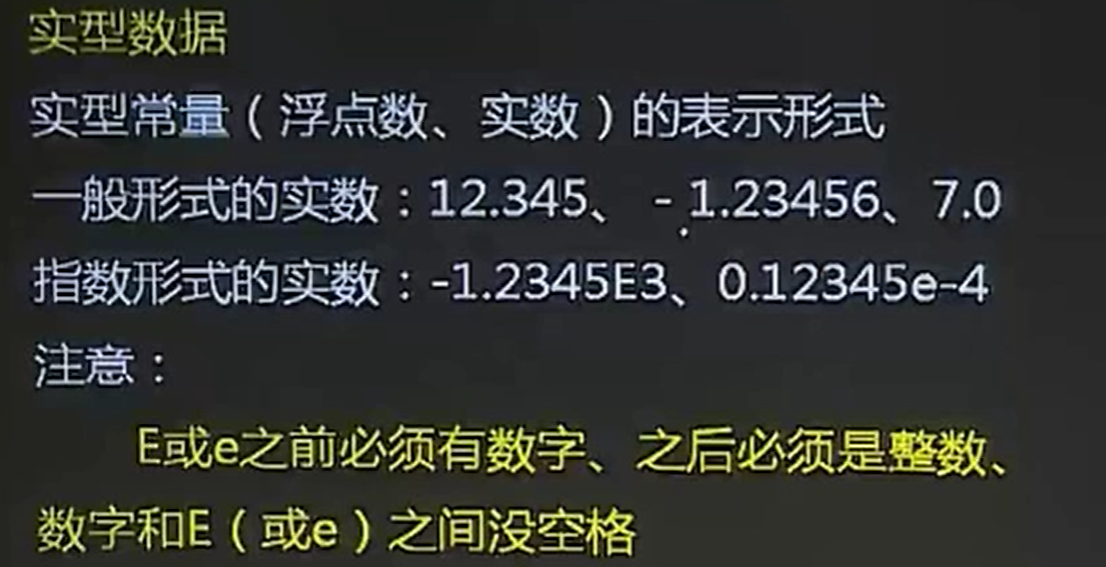 实型数据
实型常量（浮点数、实数）的表示形式
一般形式的实数：12.345、 -1.23456、7.0
指数形式的实数：-1.2345E3、0.12345e-4
注意：
E或e之前必须有数字、之后必须是整数、
数字和E（或e）之间没空格